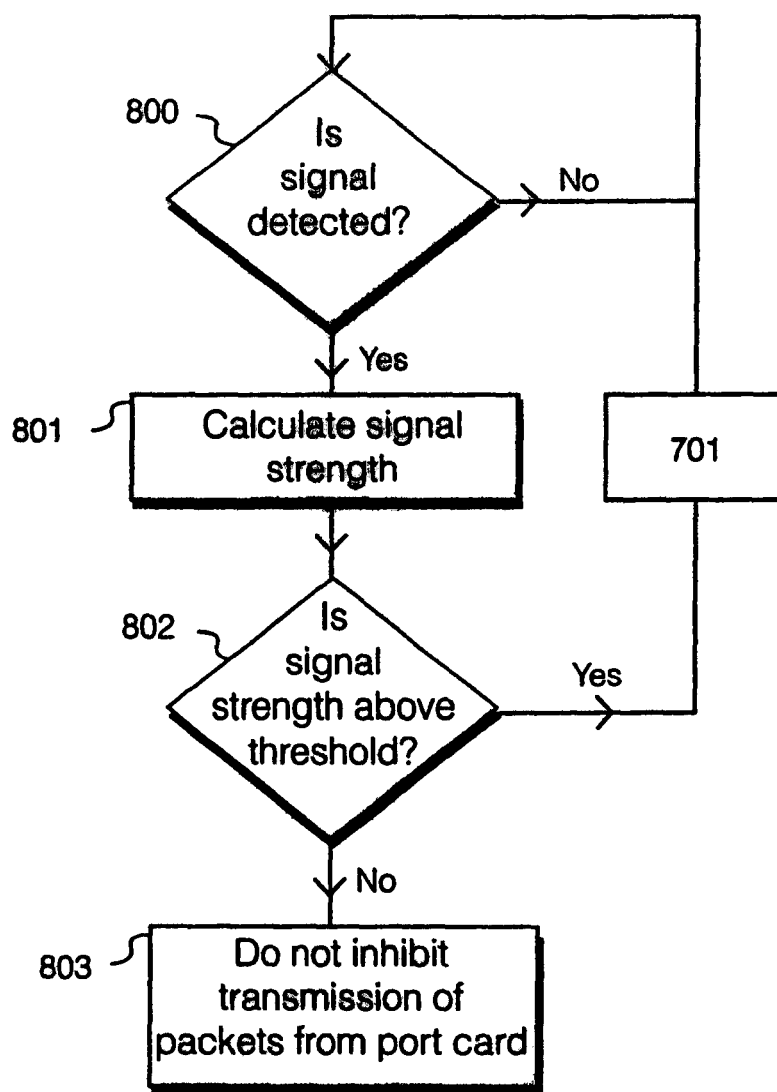 800
Is
signal
detected?
No
Yes
801
Calculate signal
strength
701
802
Is
signal
strength above
threshold?
Yes
No
803
Do not inhibit
transmission of
packets from port card